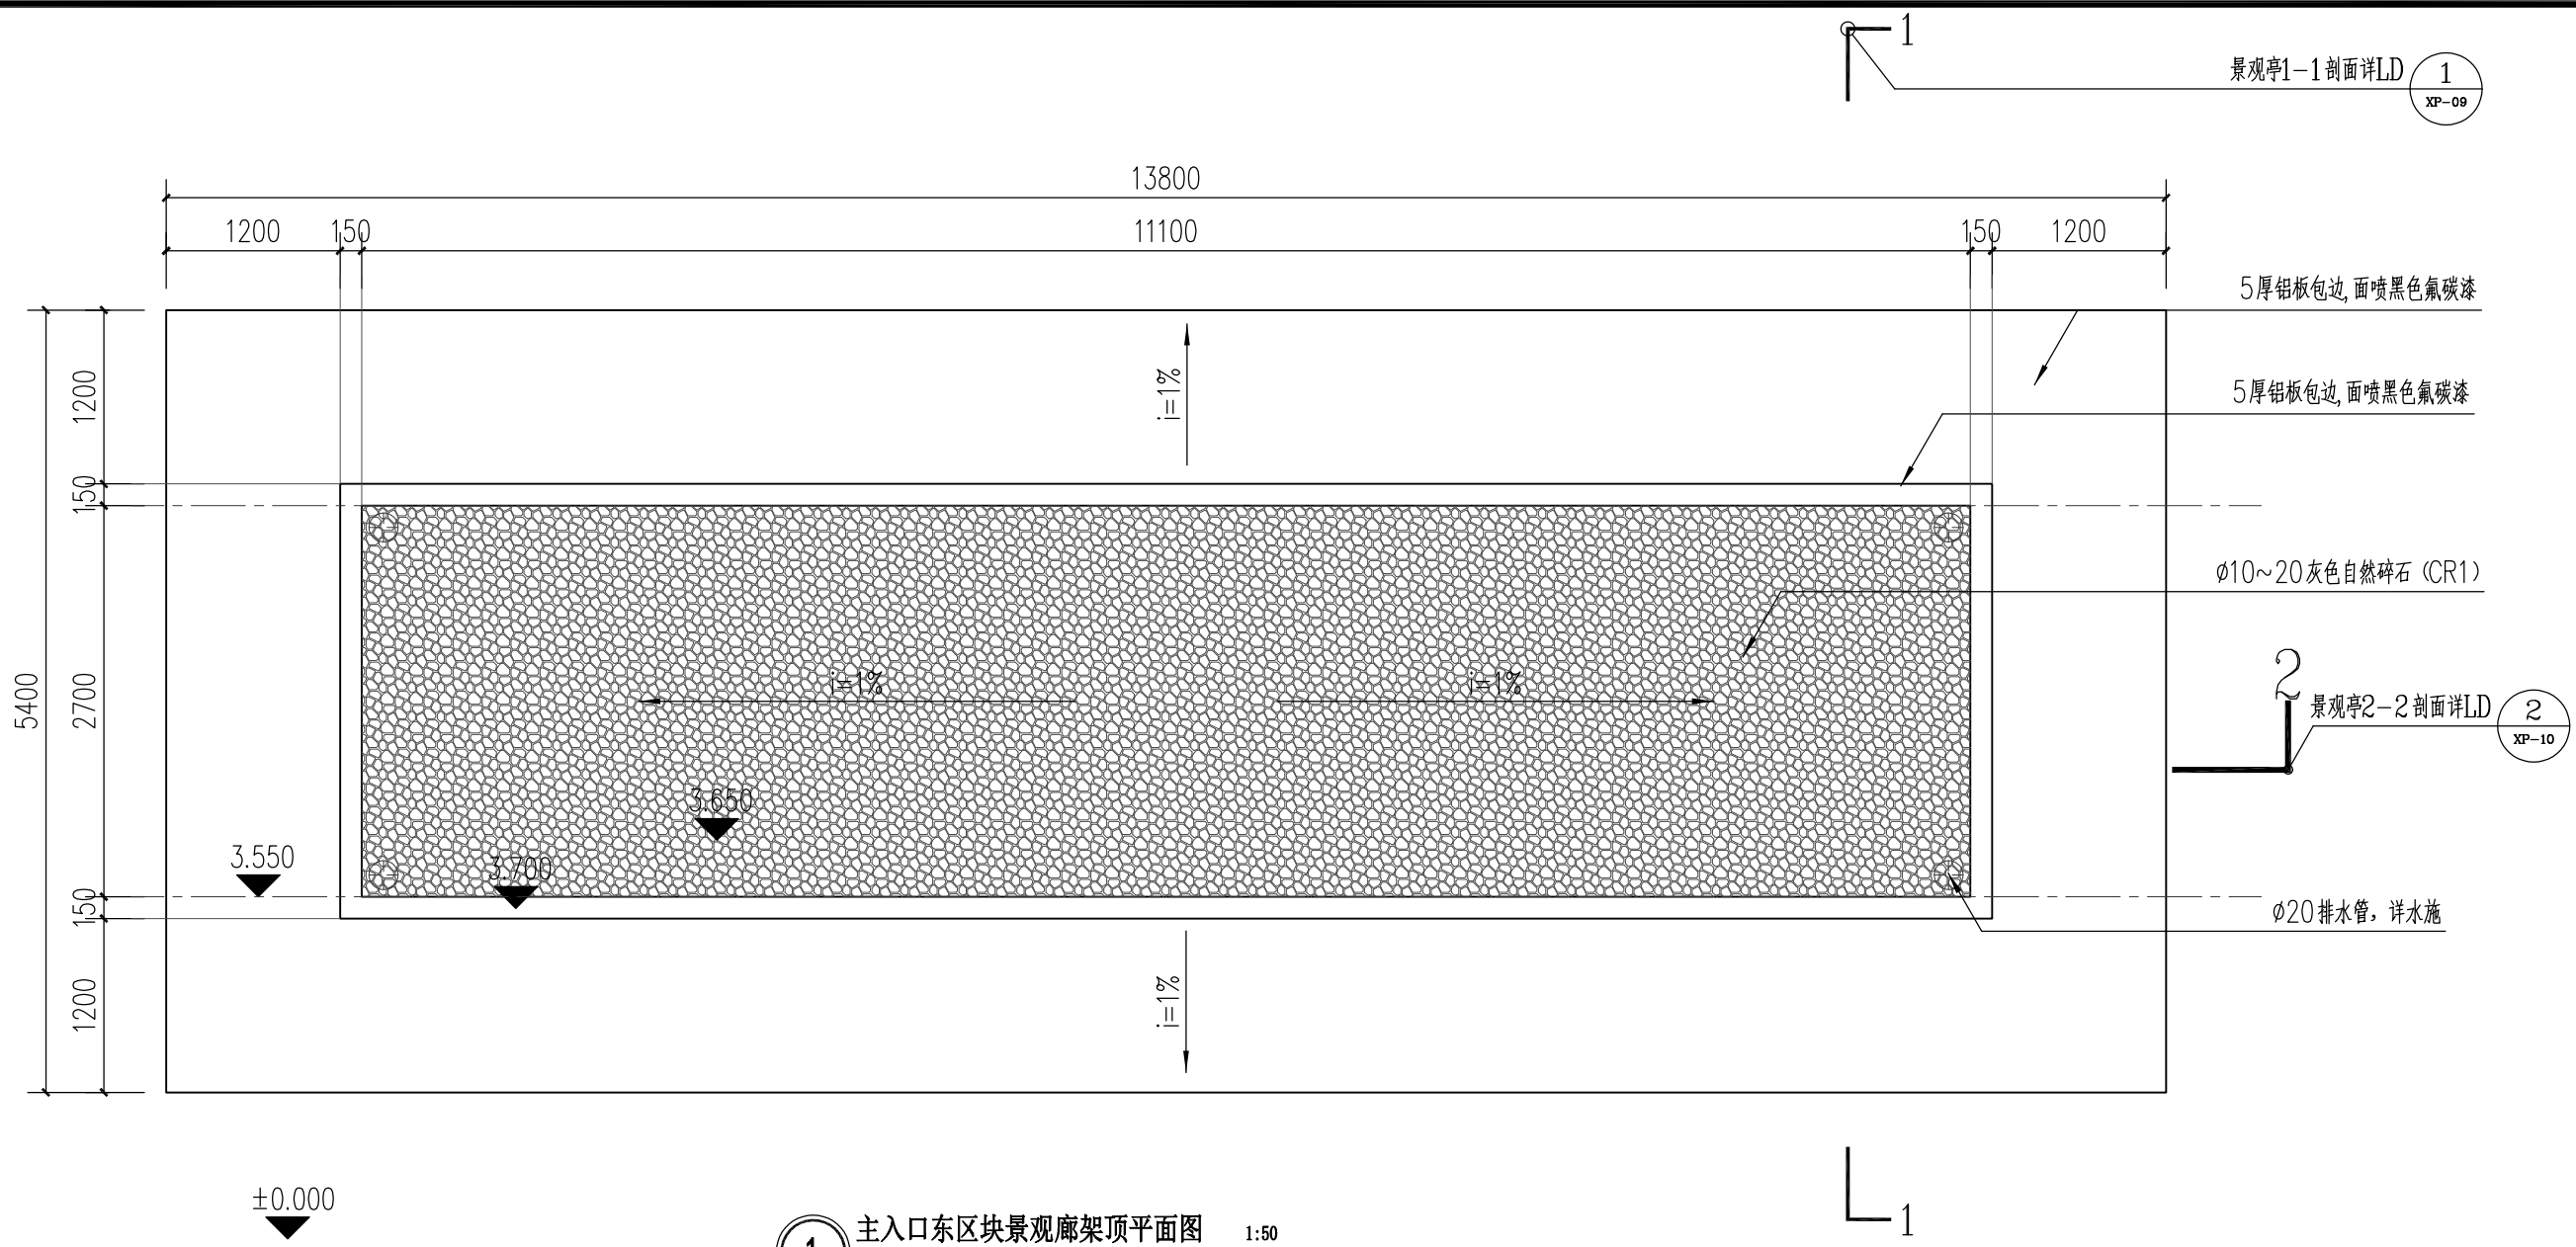 1
景观亭1-1剖面详LD
1
XP-09
13800
1200
150
11100
150
1200
5厚铝板包边,面喷黑色氟碳漆
5厚铝板包边,面喷黑色氟碳漆
i=1%
1200
150
2700
5400
150
1200
Ø10~20灰色自然碎石（CR1）
i=1%
i=1%
2
景观亭2-2剖面详LD
2
XP-10
3.650
3.550
3.700
Ø20排水管，详水施
i=1%
±0.000
1
主入口东区块景观廊架顶平面图
1:50
1